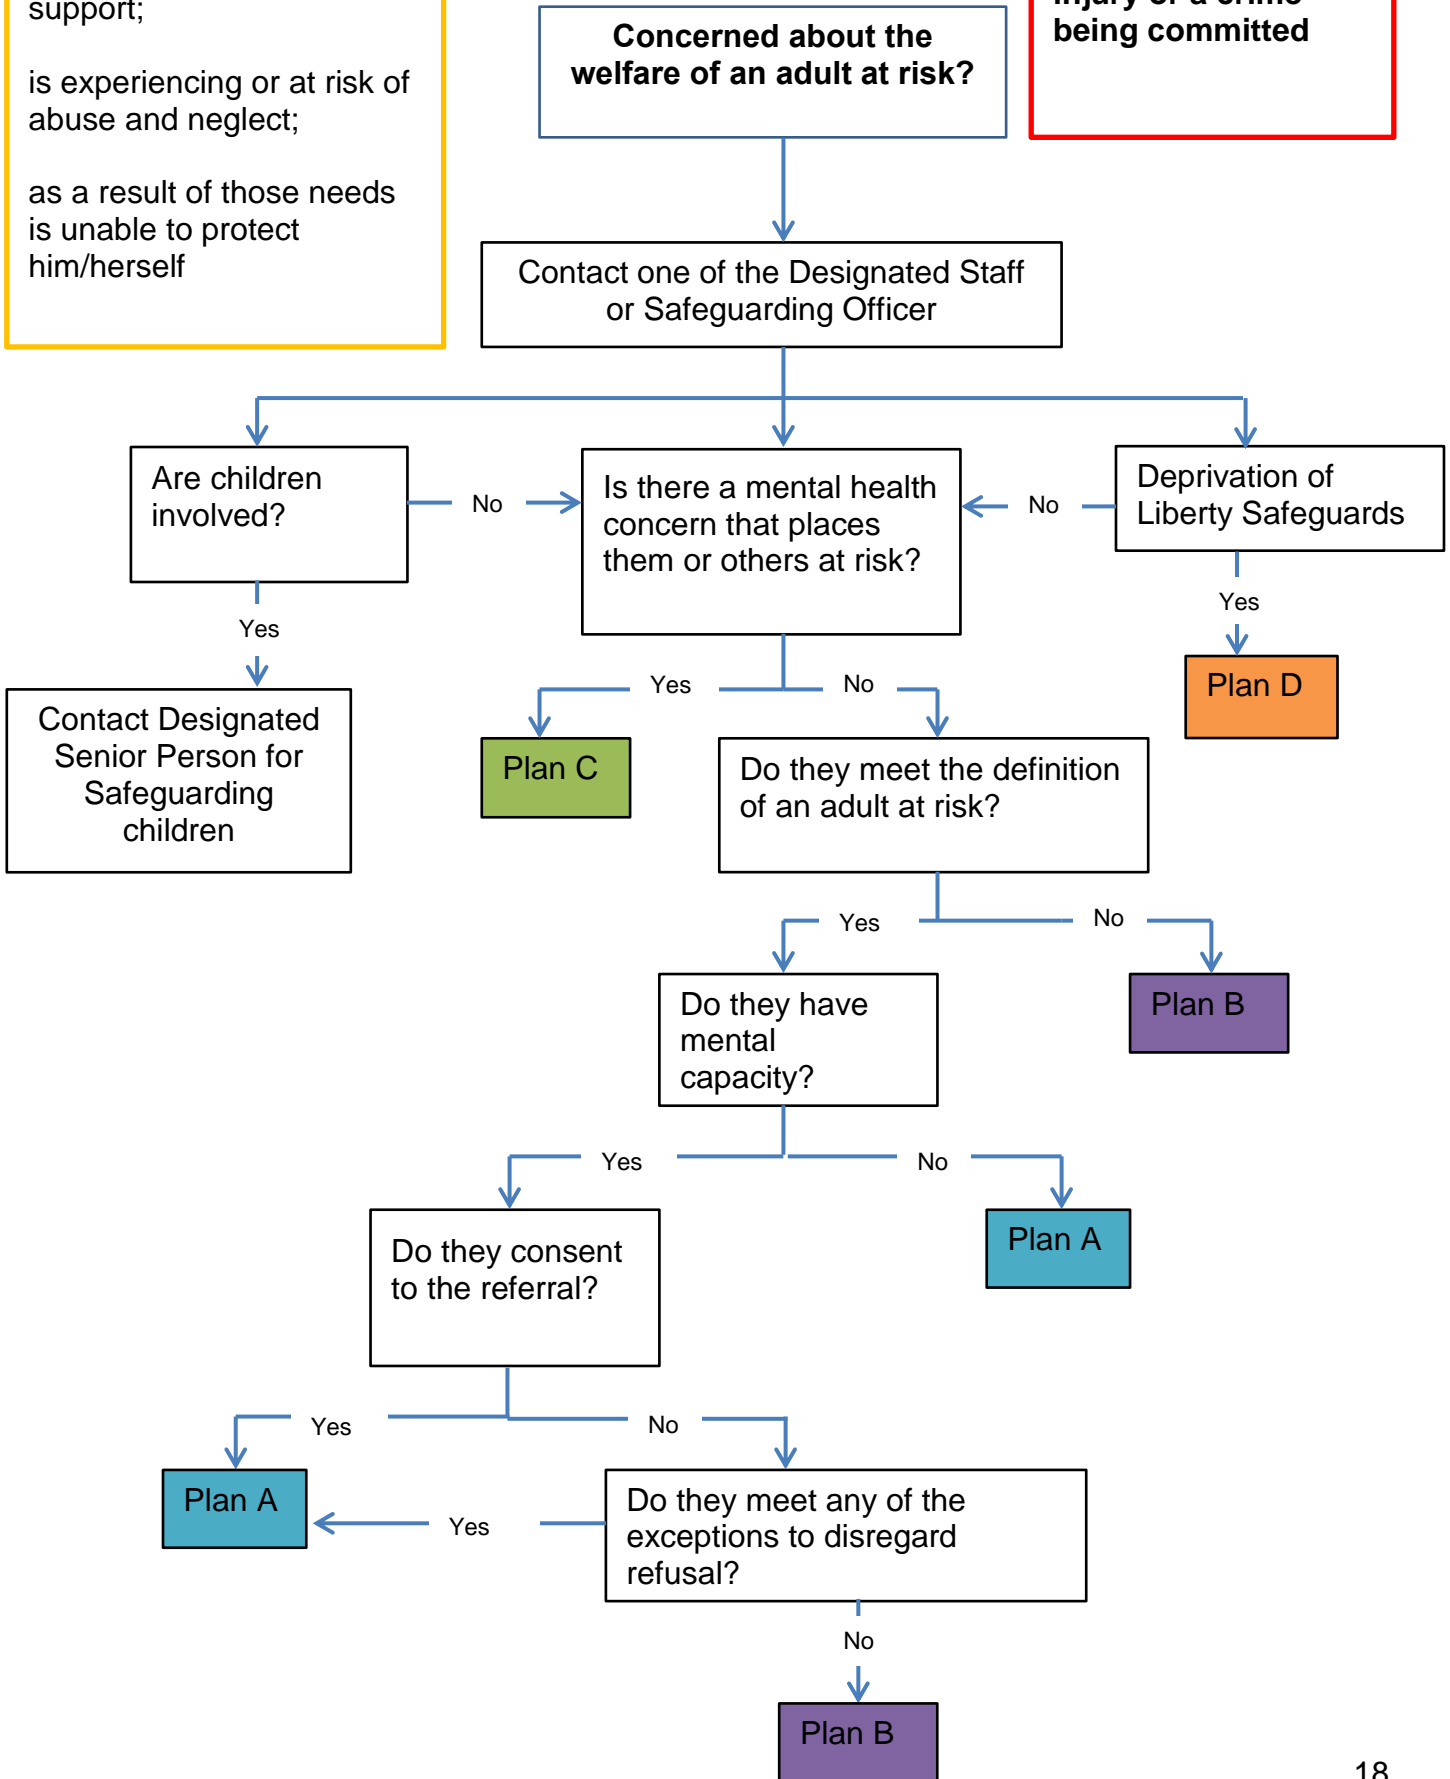 support;
is experiencing or at risk of
abuse and neglect;
as a result of those needs
is unable to protect
him/herself
Concerned about the
welfare of an adult at risk?
being committed
Contact one of the Designated Staff
or Safeguarding Officer
Are children
involved?
No
Is there a mental health
concern that places
them or others at risk?
No
Deprivation of
Liberty Safeguards
Yes
Yes
Contact Designated
Senior Person for
Safeguarding
children
Yes
No
Plan D
Plan C
Do they meet the definition
of an adult at risk?
Yes
No
Do they have
mental
capacity?
Plan B
Yes
No
Do they consent
to the referral?
Plan A
Yes
No
Plan A
Yes
Do they meet any of the
exceptions to disregard
refusal?
No
Plan B
18